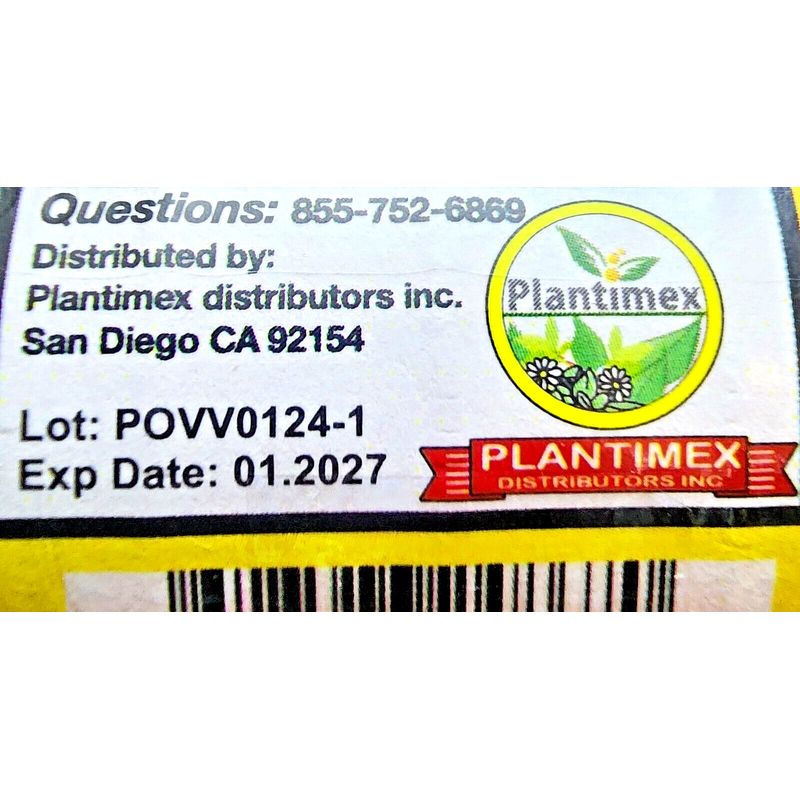 Questions: 855-752-6869
Distributed by:
Plantimex distributors inc.
San Diego CA 92154
Lot: POVV0124-1
Exp Date: 01.2027
Plantimex
PLANTIMEX
DISTRIBUTORS INC